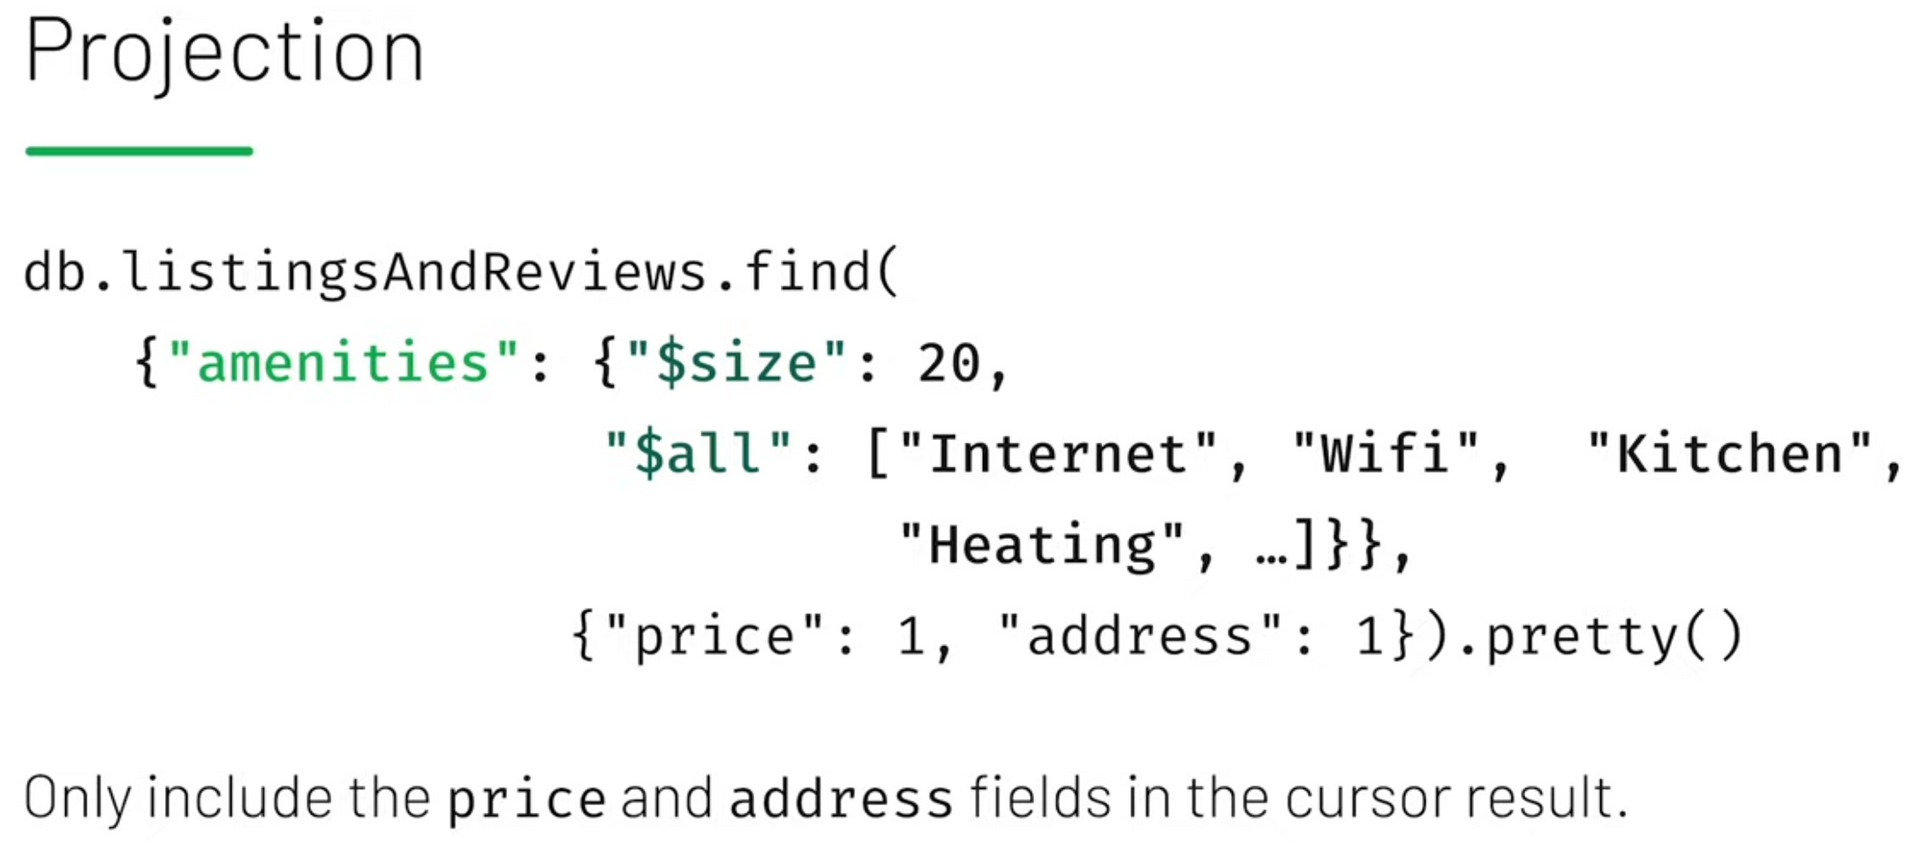 Projection
db.listingsAndReviews.find(
{"amenities": {"$size": 20,
"$all": ["Internet", "Wifi", "Kitchen",
"Heating", …]}},
{"price": 1, "address": 1}).pretty()
Only include the price and address fields in the cursor result.